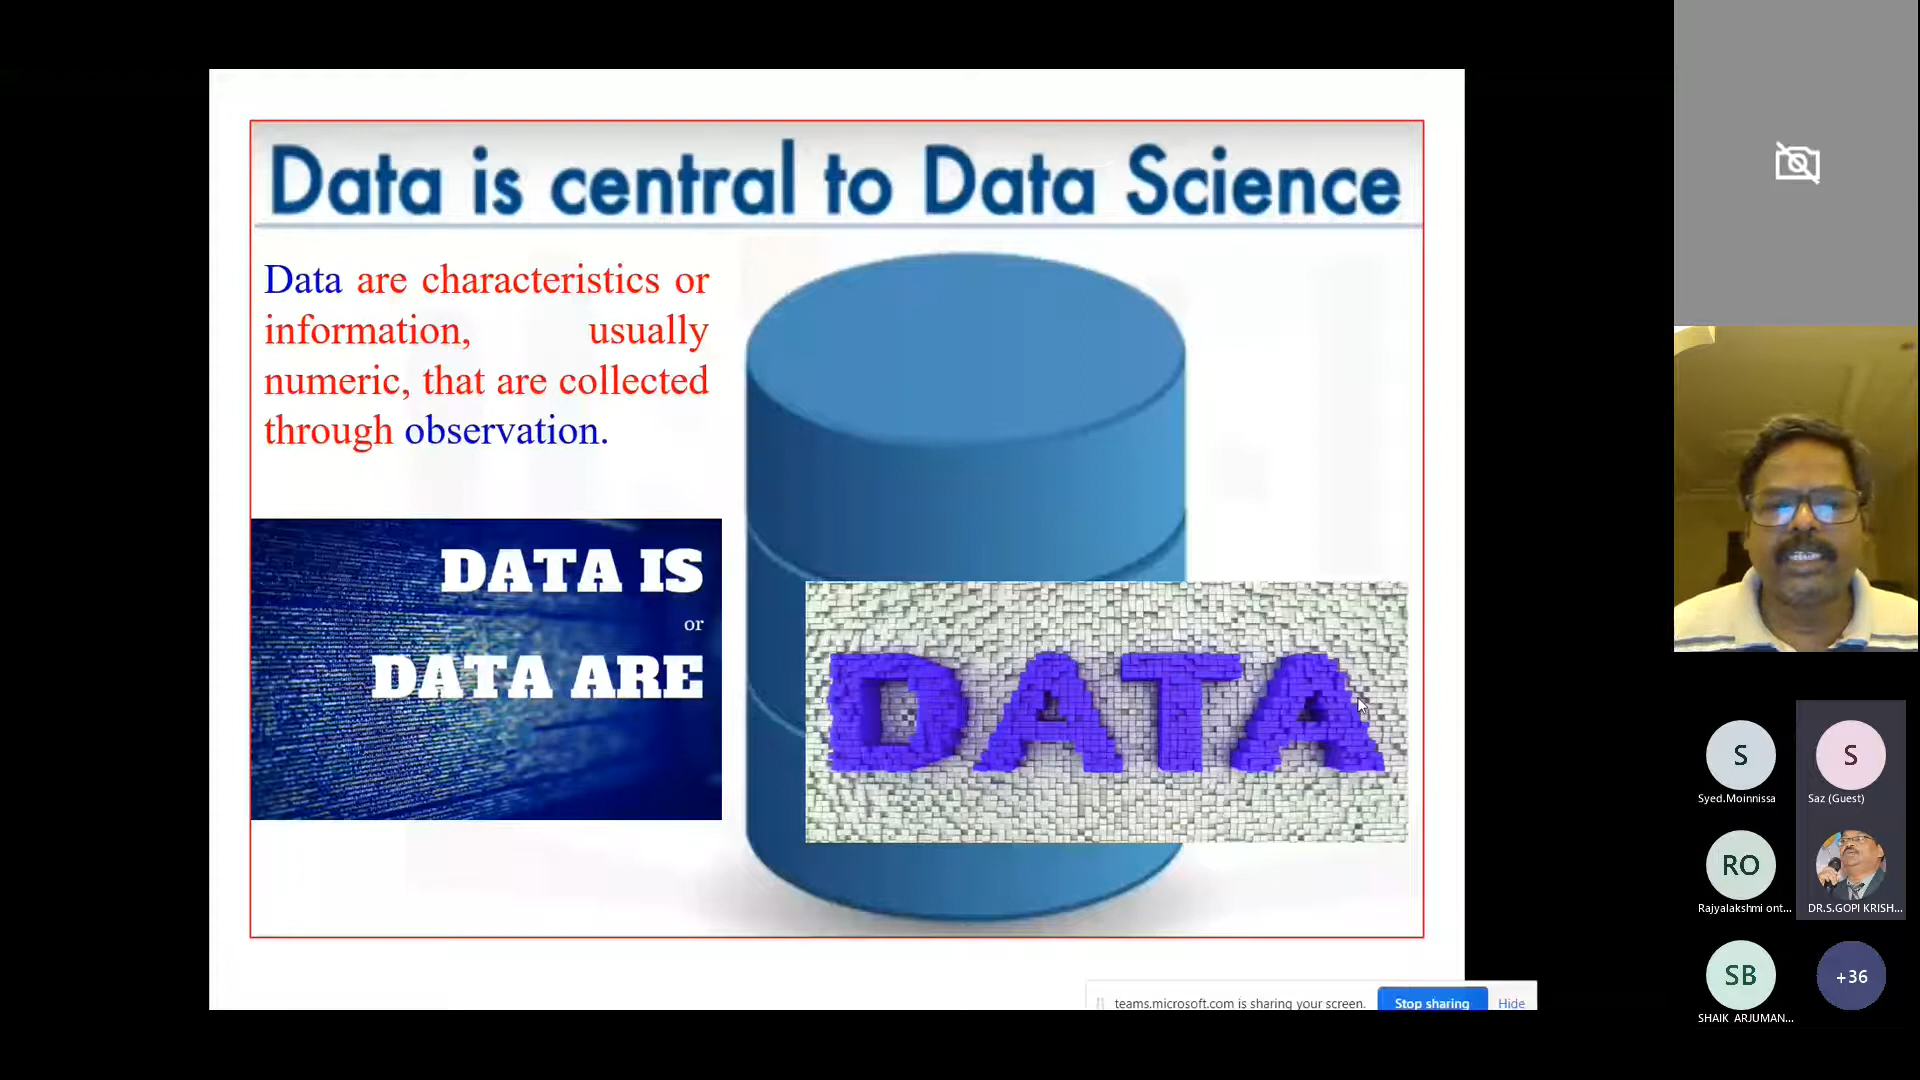 Data is central to Data Science
Data are characteristics or
information, usually
numeric, that are collected
through observation.
DATA IS
or
DATA ARE
DATA
teams.microsoft.com is sharing your screen.
Stop sharing
Hide
S
Syed.Moinnissa
S
Saz (Guest)
RO
Rajyalakshmi ont...
DR.S.GOPI KRISH...
SB
SHAIK ARJUMAN...
+36